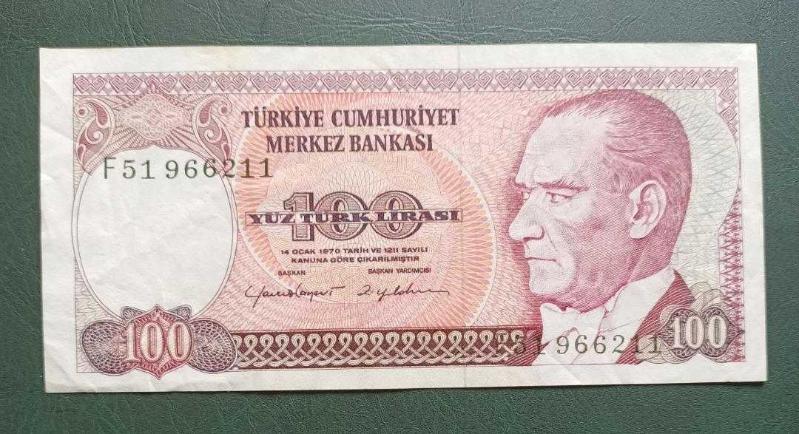 TÜRKİYE CUMHURİYET
MERKEZ BANKASI
F51 966211
100
YÜZ TÜRK LİRASI
14 OCAK 1970 TARİH VE 1211 SAYILI
KANUNA GÖRE ÇIKARILMIŞTIR
BAŞKAN BAŞKAN YARDIMCISI
100
F51 966211
100